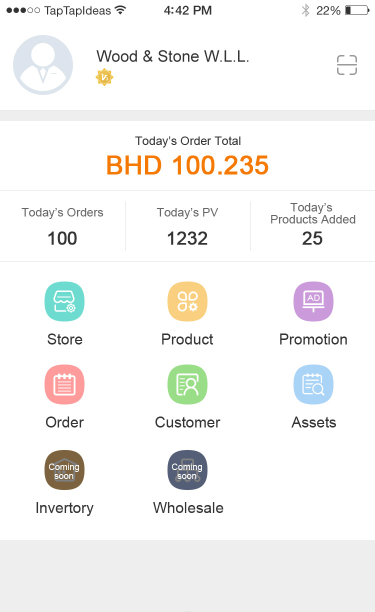 TapTapIdeas 4:42 PM 22%
Wood & Stone W.L.L.
Today's Order Total
BHD 100.235
Today's Orders Today's PV Today's
Products Added
100 1232 25
AD
Store Product Promotion
Order Customer Assets
Coming Coming
soon soon
Invertory Wholesale